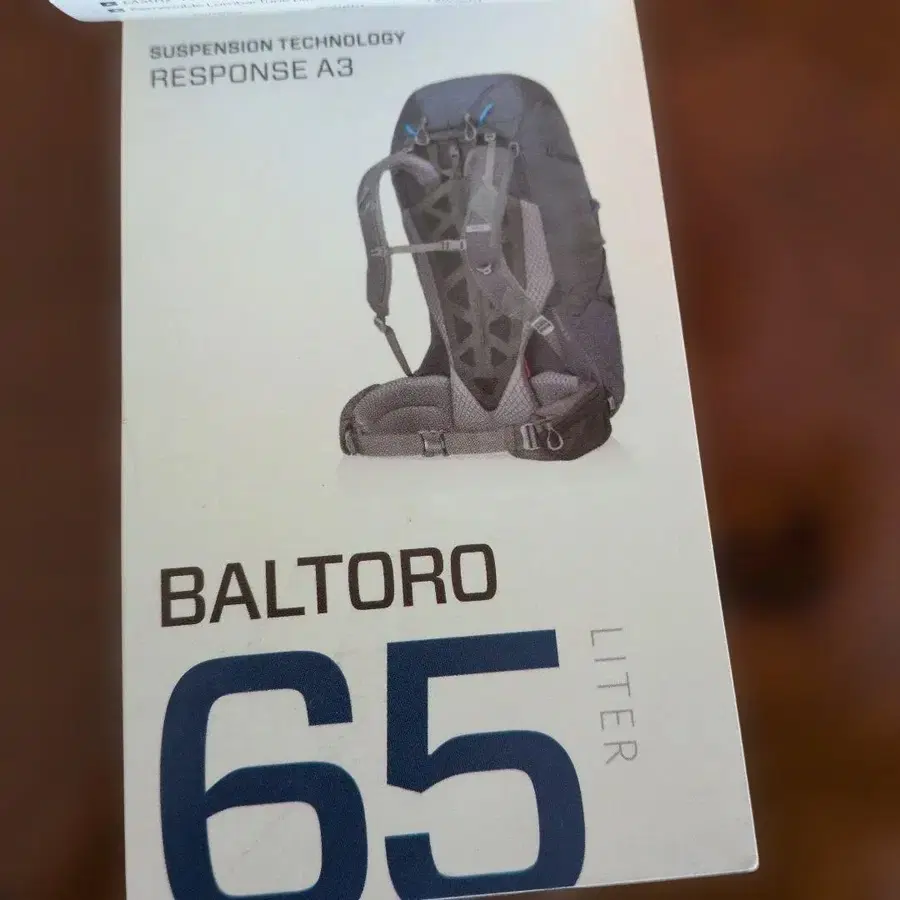 SUSPENSION TECHNOLOGY
RESPONSE A3
BALTORO
65
LITER